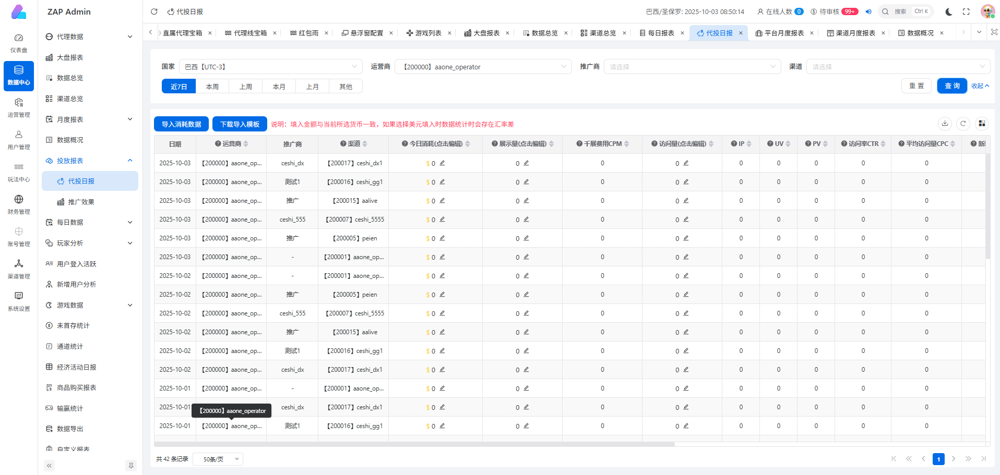 ZAP Admin
代投日报
巴西/圣保罗: 2025-10-03 08:50:14
在线人数 0
待审核 99+
搜索 Ctrl K
直属代理宝箱 × 代理线宝箱 × 红包雨 × 悬浮窗配置 × 游戏列表 × 大盘报表 × 数据总览 × 渠道总览 × 每日报表 × 代投日报 × 平台月度报表 × 渠道月度报表 × 数据概况 ×
仪表盘
数据中心
运营管理
用户管理
玩法中心
财务管理
账号管理
渠道管理
系统设置
代理数据
大盘报表
数据总览
渠道总览
月度报表
数据概况
投放报表
代投日报
推广效果
每日数据
玩家分析
用户登入活跃
新增用户分析
游戏数据
未首存统计
通道统计
经济活动日报
商品购买报表
输赢统计
数据导出
自定义报表
国家 巴西【UTC-3】 运营商 【200000】aaone_operator 推广商 请选择 渠道 请选择
近7日 本周 上周 本月 上月 其他 重 置 查 询 收起
导入消耗数据 下载导入模板 说明：填入金额与当前所选货币一致，如果选择美元填入时数据统计时会存在汇率差
日期 运营商 推广商 渠道 今日消耗(点击编辑) 展示量(点击编辑) 千展费用CPM 访问量(点击编辑) IP UV PV 访问率CTR 平均访问量CPC
2025-10-03 【200000】aaone_op... ceshi_dx 【200017】ceshi_dx1 $ 0 0 0 0 0 0 0 0 0
2025-10-03 【200000】aaone_op... 测试1 【200016】ceshi_gg1 $ 0 0 0 0 0 0 0 0 0
2025-10-03 【200000】aaone_op... 推广 【200015】aalive $ 0 0 0 0 0 0 0 0 0
2025-10-03 【200000】aaone_op... ceshi_555 【200007】ceshi_5555 $ 0 0 0 0 0 0 0 0 0
2025-10-03 【200000】aaone_op... 推广 【200005】peien $ 0 0 0 0 0 0 0 0 0
2025-10-03 【200000】aaone_op... - 【200001】aaone_op... $ 0 0 0 0 0 0 0 0 0
2025-10-02 【200000】aaone_op... - 【200001】aaone_op... $ 0 0 0 0 0 0 0 0 0
2025-10-02 【200000】aaone_op... 推广 【200005】peien $ 0 0 0 0 0 0 0 0 0
2025-10-02 【200000】aaone_op... ceshi_555 【200007】ceshi_5555 $ 0 0 0 0 0 0 0 0 0
2025-10-02 【200000】aaone_op... 推广 【200015】aalive $ 0 0 0 0 0 0 0 0 0
2025-10-02 【200000】aaone_op... 测试1 【200016】ceshi_gg1 $ 0 0 0 0 0 0 0 0 0
2025-10-02 【200000】aaone_op... ceshi_dx 【200017】ceshi_dx1 $ 0 0 0 0 0 0 0 0 0
2025-10-01 【200000】aaone_op... - 【200001】aaone_op... $ 0 0 0 0 0 0 0 0 0
2025-10-01 ceshi_dx 【200017】ceshi_dx1 $ 0 0 0 0 0 0 0 0 0
【200000】aaone_operator
2025-10-01 【200000】aaone_op... 测试1 【200016】ceshi_gg1 $ 0 0 0 0 0 0 0 0 0
共 42 条记录 50条/页 1